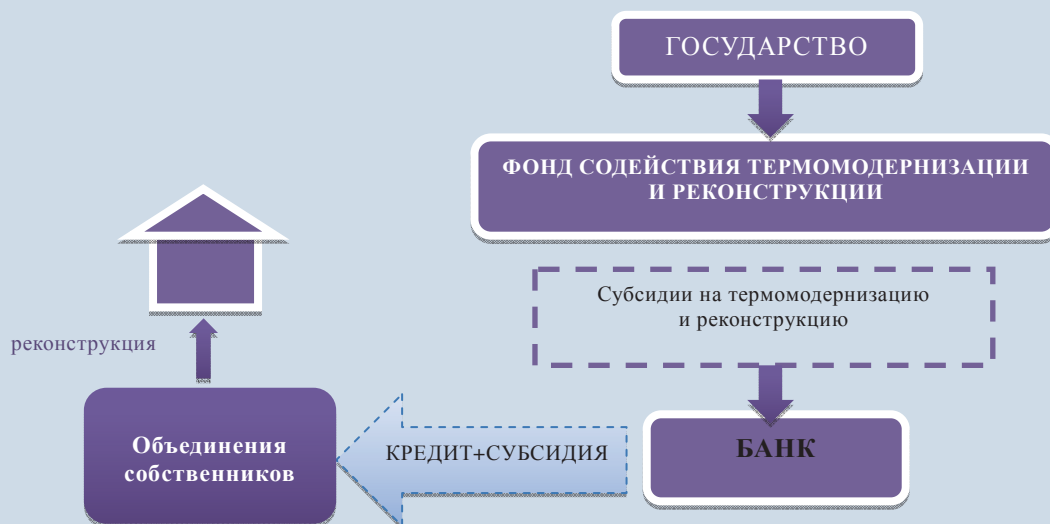 ГОСУДАРСТВО
ФОНД СОДЕЙСТВИЯ ТЕРМОМОДЕРНИЗАЦИИ
И РЕКОНСТРУКЦИИ
Субсидии на термомодернизацию
и реконструкцию
реконструкция
Объединения
собственников
КРЕДИТ+СУБСИДИЯ
БАНК